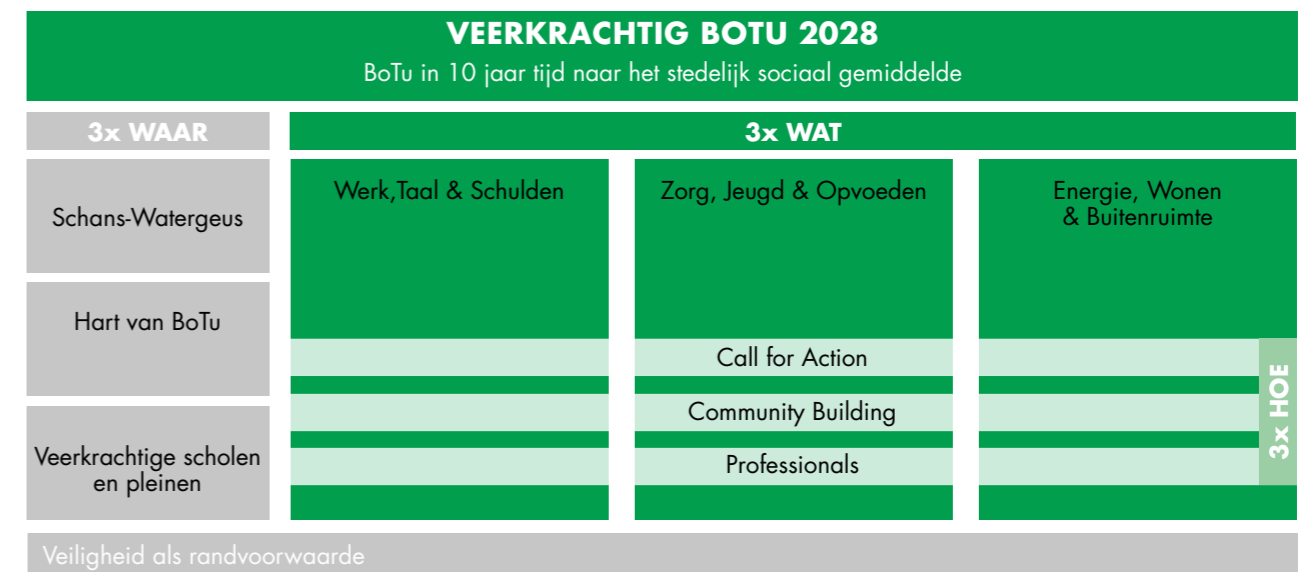 VEERKRACHTIG BOTU 2028
BoTu in 10 jaar tijd naar het stedelijk sociaal gemiddelde
3x WAAR
3x WAT
Schans-Watergeus
Hart van BoTu
Veerkrachtige scholen
en pleinen
Werk,Taal & Schulden
Zorg, Jeugd & Opvoeden
Energie, Wonen
& Buitenruimte
Call for Action
Community Building
Professionals
3x HOE
Veiligheid als randvoorwaarde